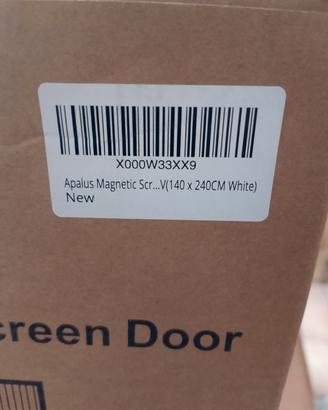 X000W33XX9
Apalus Magnetic Scr...V(140 x 240CM White)
New
creen Door